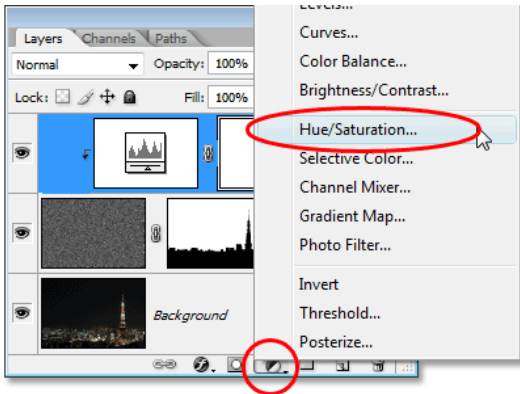 Levels...
Layers Channels Paths
Normal Opacity: 100%
Lock: Fill: 100%
Background
Curves...
Color Balance...
Brightness/Contrast...
Hue/Saturation...
Selective Color...
Channel Mixer...
Gradient Map...
Photo Filter...
Invert
Threshold...
Posterize...